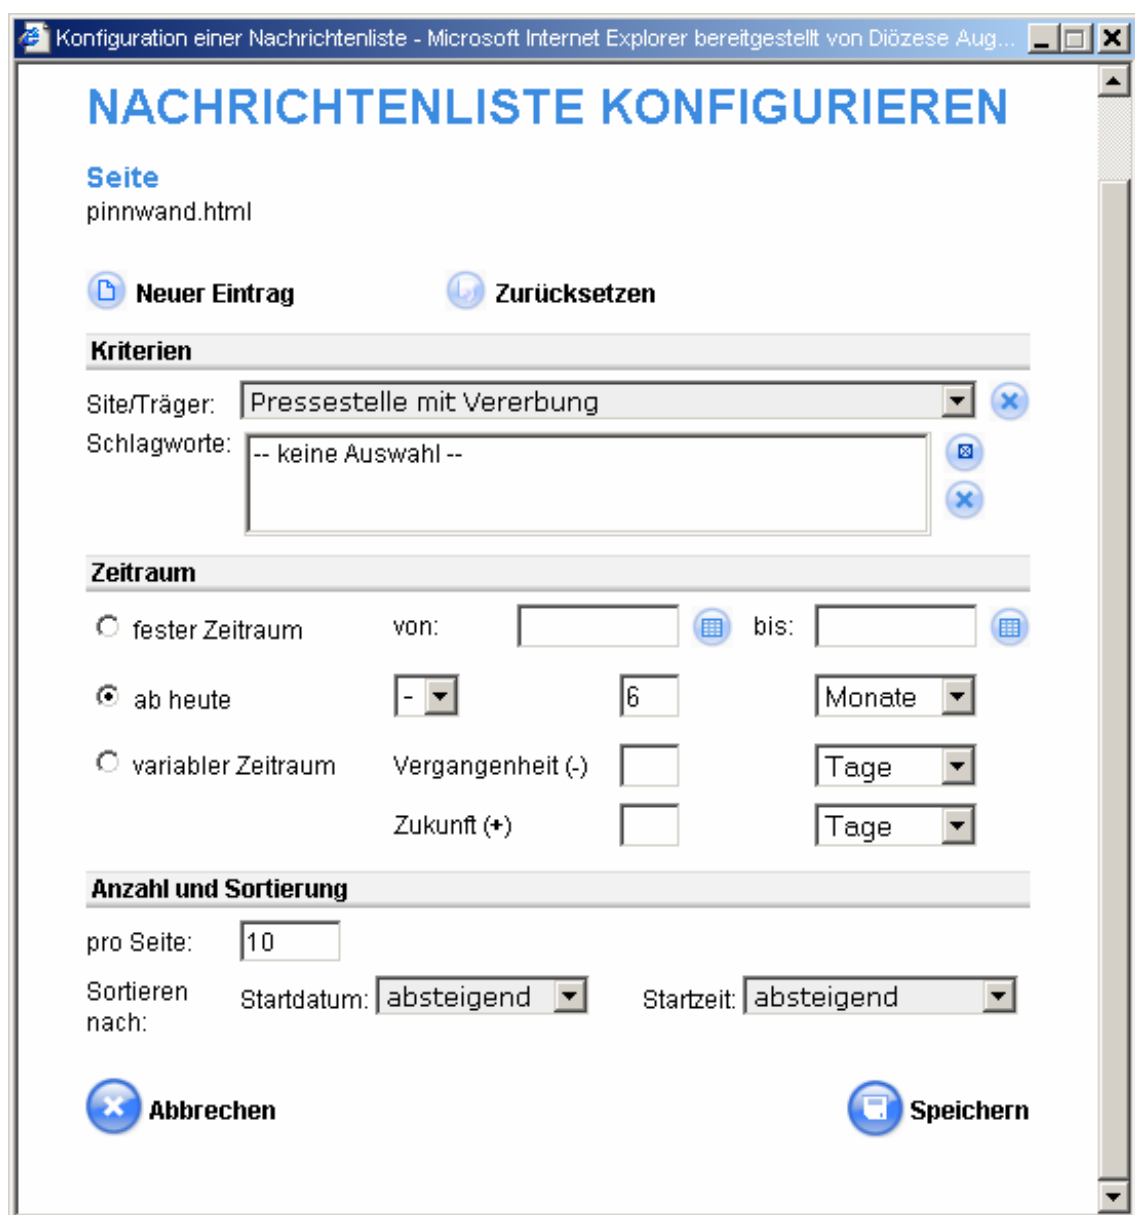 Konfiguration einer Nachrichtenliste - Microsoft Internet Explorer bereitgestellt von Diözese Aug...
NACHRICHTENLISTE KONFIGURIEREN
Seite
pinnwand.html
Neuer Eintrag Zurücksetzen
Kriterien
Site/Träger: Pressestelle mit Vererbung
Schlagworte: -- keine Auswahl --
Zeitraum
fester Zeitraum von: bis:
ab heute - 6 Monate
variabler Zeitraum Vergangenheit (-) Tage
Zukunft (+) Tage
Anzahl und Sortierung
pro Seite: 10
Sortieren nach: Startdatum: absteigend Startzeit: absteigend
Abbrechen Speichern